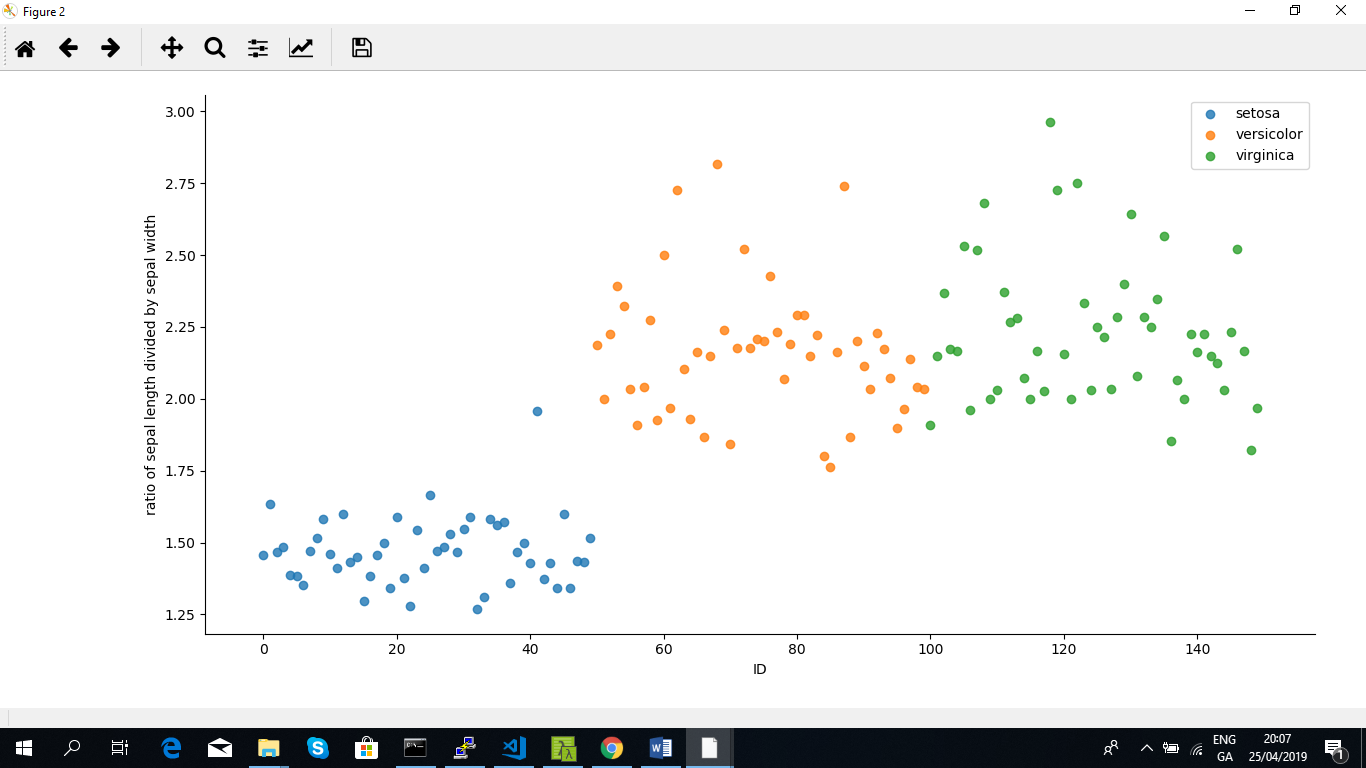 Figure 2
setosa
versicolor
virginica
ratio of sepal length divided by sepal width
3.00
2.75
2.50
2.25
2.00
1.75
1.50
1.25
0 20 40 60 80 100 120 140
ID
ENG 20:07
GA 25/04/2019
1